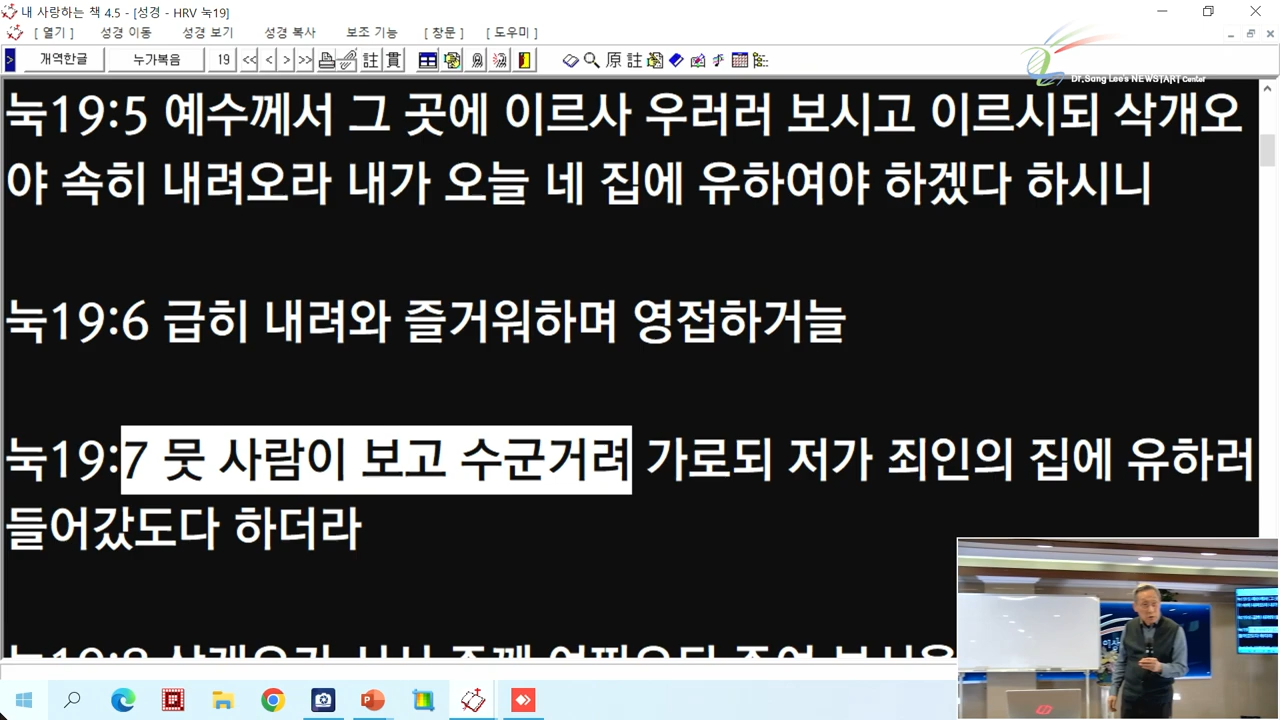 내 사랑하는 책 4.5 - [성경 - HRV 눅19]
[ 열기 ] 성경 이동 성경 보기 성경 복사 보조 기능 [ 창문 ] [ 도우미 ]
개역한글 누가복음 19 << < > >> 註 貫 原 註
Dr.Sang Lee's NEWSTART Center
눅19:5 예수께서 그 곳에 이르사 우러러 보시고 이르시되 삭개오
야 속히 내려오라 내가 오늘 네 집에 유하여야 하겠다 하시니
눅19:6 급히 내려와 즐거워하며 영접하거늘
눅19:7 뭇 사람이 보고 수군거려 가로되 저가 죄인의 집에 유하러
들어갔도다 하더라